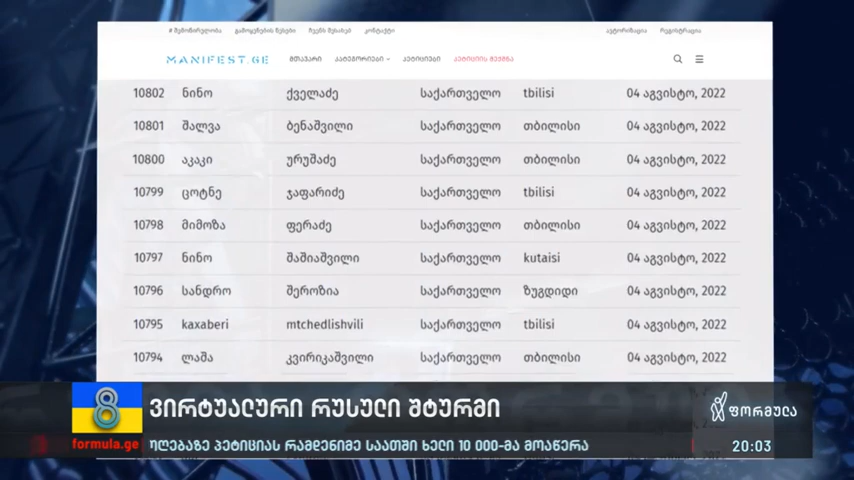 # შემოწირულობა გამოყენების წესები ჩვენს შესახებ კონტაქტი ავტორიზაცია რეგისტრაცია
MANIFEST.GE მთავარი კატეგორიები პეტიციები პეტიციის შექმნა
10802 ნინო ქველაძე საქართველო tbilisi 04 აგვისტო, 2022
10801 შალვა ბენაშვილი საქართველო თბილისი 04 აგვისტო, 2022
10800 აკაკი ურუშაძე საქართველო თბილისი 04 აგვისტო, 2022
10799 ცოტნე ჯაფარიძე საქართველო tbilisi 04 აგვისტო, 2022
10798 მიმოზა ფერაძე საქართველო თბილისი 04 აგვისტო, 2022
10797 ნინო შაშიაშვილი საქართველო kutaisi 04 აგვისტო, 2022
10796 სანდრო შეროზია საქართველო ზუგდიდი 04 აგვისტო, 2022
10795 kaxaberi mtchedlishvili საქართველო tbilisi 04 აგვისტო, 2022
10794 ლაშა კვირიკაშვილი საქართველო თბილისი 04 აგვისტო, 2022
8 ვირტუალური რუსული შტურმი ფორმულა
formula.ge უღებაზე პეტიციას რამდენიმე საათში ხელი 10 000-მა მოაწერა 20:03